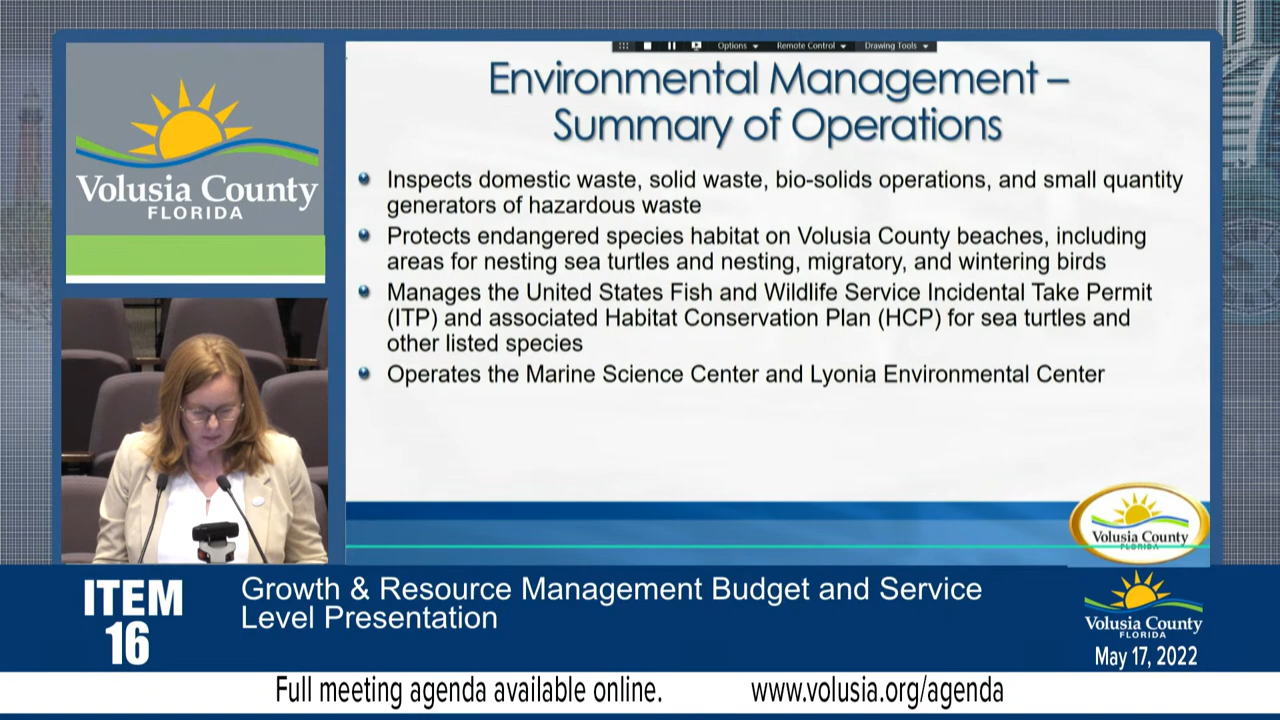 Options
Remote Control
Drawing Tools
Environmental Management –
Summary of Operations
Volusia County
FLORIDA
Inspects domestic waste, solid waste, bio-solids operations, and small quantity
generators of hazardous waste
Protects endangered species habitat on Volusia County beaches, including
areas for nesting sea turtles and nesting, migratory, and wintering birds
Manages the United States Fish and Wildlife Service Incidental Take Permit
(ITP) and associated Habitat Conservation Plan (HCP) for sea turtles and
other listed species
Operates the Marine Science Center and Lyonia Environmental Center
Volusia County
FLORIDA
ITEM
16
Growth & Resource Management Budget and Service
Level Presentation
Volusia County
FLORIDA
May 17, 2022
Full meeting agenda available online.
www.volusia.org/agenda